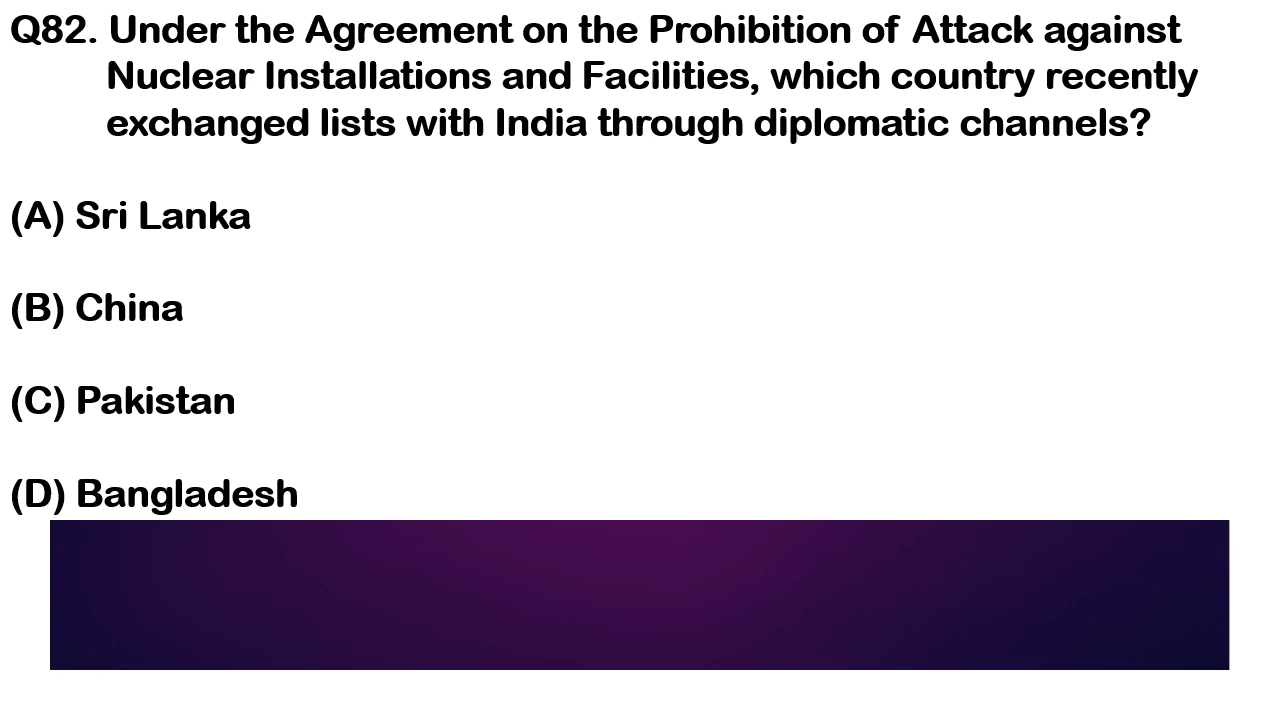 Q82. Under the Agreement on the Prohibition of Attack against
Nuclear Installations and Facilities, which country recently
exchanged lists with India through diplomatic channels?
(A) Sri Lanka
(B) China
(C) Pakistan
(D) Bangladesh